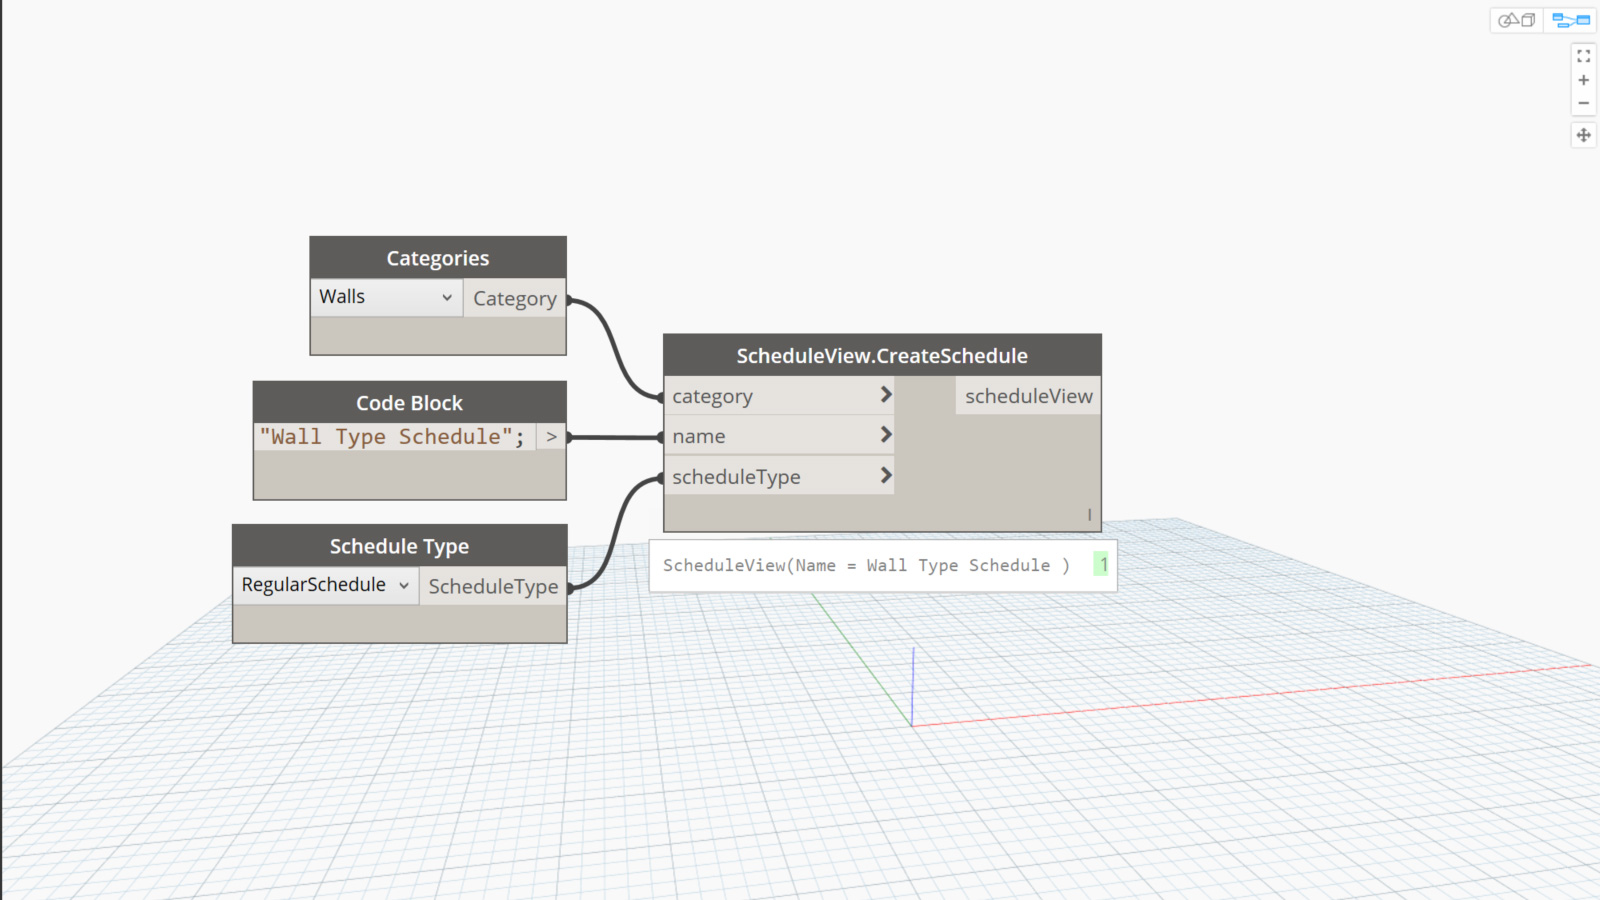 Categories
Walls
Category
Code Block
"Wall Type Schedule";
>
Schedule Type
RegularSchedule
ScheduleType
ScheduleView.CreateSchedule
category
scheduleView
name
scheduleType
ScheduleView(Name = Wall Type Schedule )
1